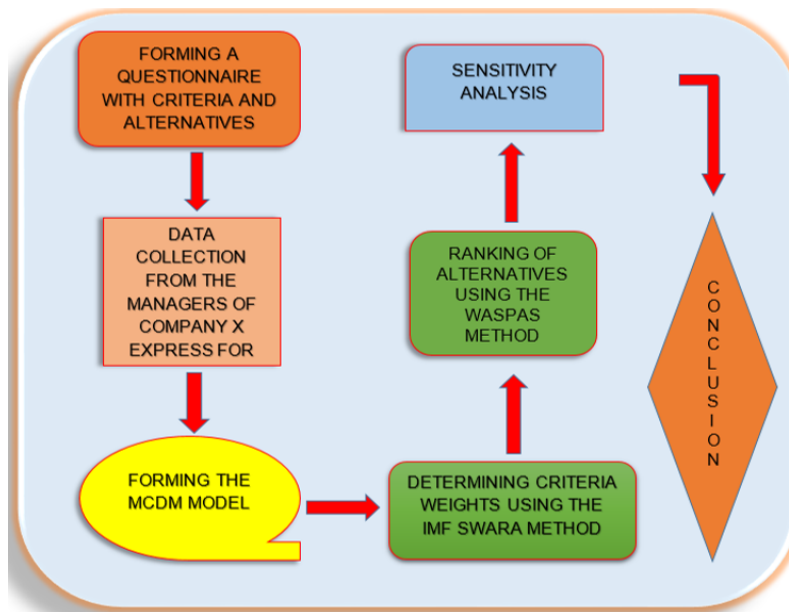 FORMING A
QUESTIONNAIRE
WITH CRITERIA AND
ALTERNATIVES
DATA
COLLECTION
FROM THE
MANAGERS OF
COMPANY X
EXPRESS FOR
FORMING THE
MCDM MODEL
DETERMINING CRITERIA
WEIGHTS USING THE
IMF SWARA METHOD
RANKING OF
ALTERNATIVES
USING THE
WASPAS
METHOD
SENSITIVITY
ANALYSIS
CONCLUSION